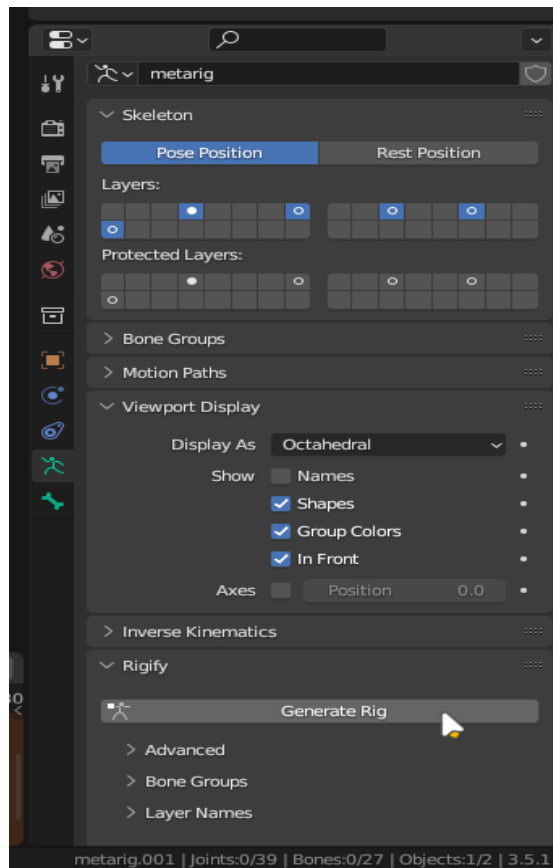 metarig
Skeleton
Pose Position Rest Position
Layers:
Protected Layers:
Bone Groups
Motion Paths
Viewport Display
Display As Octahedral
Show Names
Shapes
Group Colors
In Front
Axes Position 0.0
Inverse Kinematics
Rigify
Generate Rig
Advanced
Bone Groups
Layer Names
metarig.001 | Joints:0/39 | Bones:0/27 | Objects:1/2 | 3.5.1